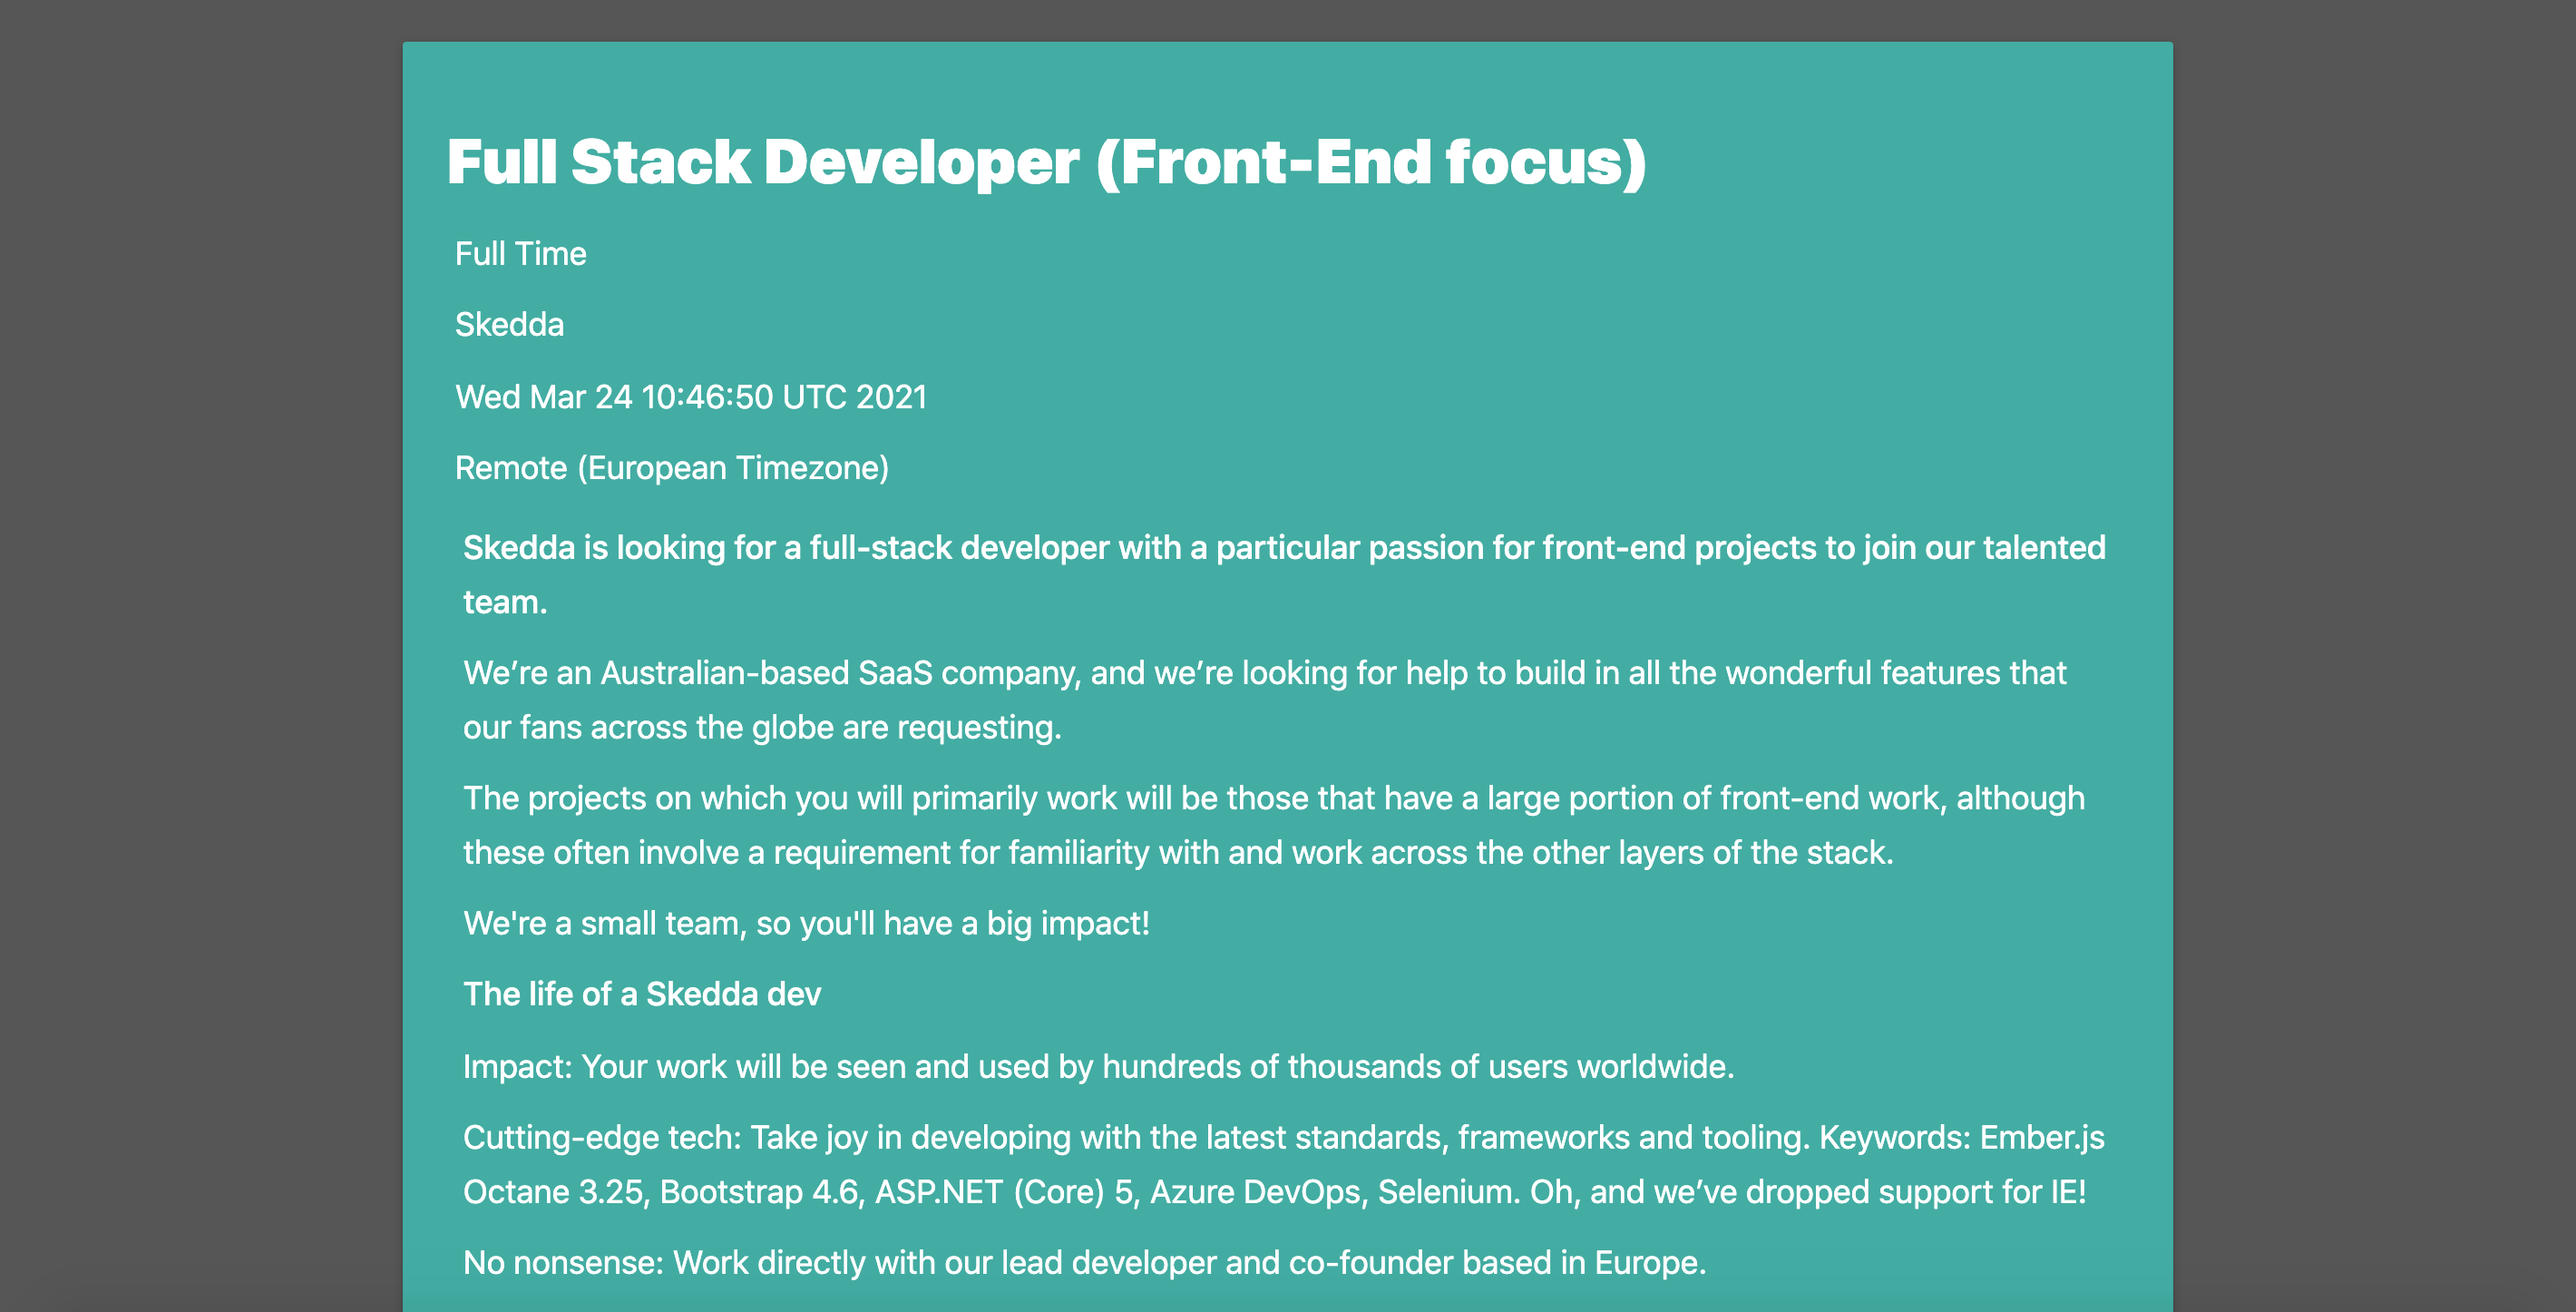 Full Stack Developer (Front-End focus)
Full Time
Skedda
Wed Mar 24 10:46:50 UTC 2021
Remote (European Timezone)
Skedda is looking for a full-stack developer with a particular passion for front-end projects to join our talented
team.
We’re an Australian-based SaaS company, and we’re looking for help to build in all the wonderful features that
our fans across the globe are requesting.
The projects on which you will primarily work will be those that have a large portion of front-end work, although
these often involve a requirement for familiarity with and work across the other layers of the stack.
We're a small team, so you'll have a big impact!
The life of a Skedda dev
Impact: Your work will be seen and used by hundreds of thousands of users worldwide.
Cutting-edge tech: Take joy in developing with the latest standards, frameworks and tooling. Keywords: Ember.js
Octane 3.25, Bootstrap 4.6, ASP.NET (Core) 5, Azure DevOps, Selenium. Oh, and we’ve dropped support for IE!
No nonsense: Work directly with our lead developer and co-founder based in Europe.